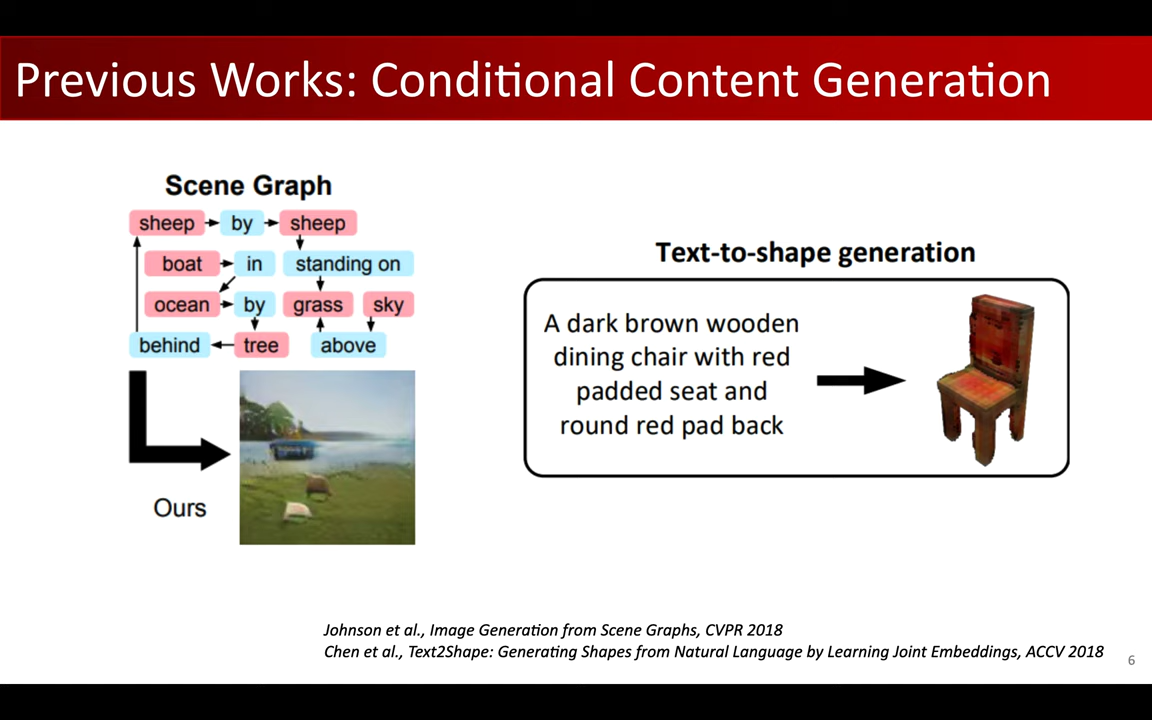 Previous Works: Conditional Content Generation
Scene Graph
sheep by sheep
boat in standing on
ocean by grass sky
behind tree above
Ours
Text-to-shape generation
A dark brown wooden
dining chair with red
padded seat and
round red pad back
Johnson et al., Image Generation from Scene Graphs, CVPR 2018
Chen et al., Text2Shape: Generating Shapes from Natural Language by Learning Joint Embeddings, ACCV 2018
6